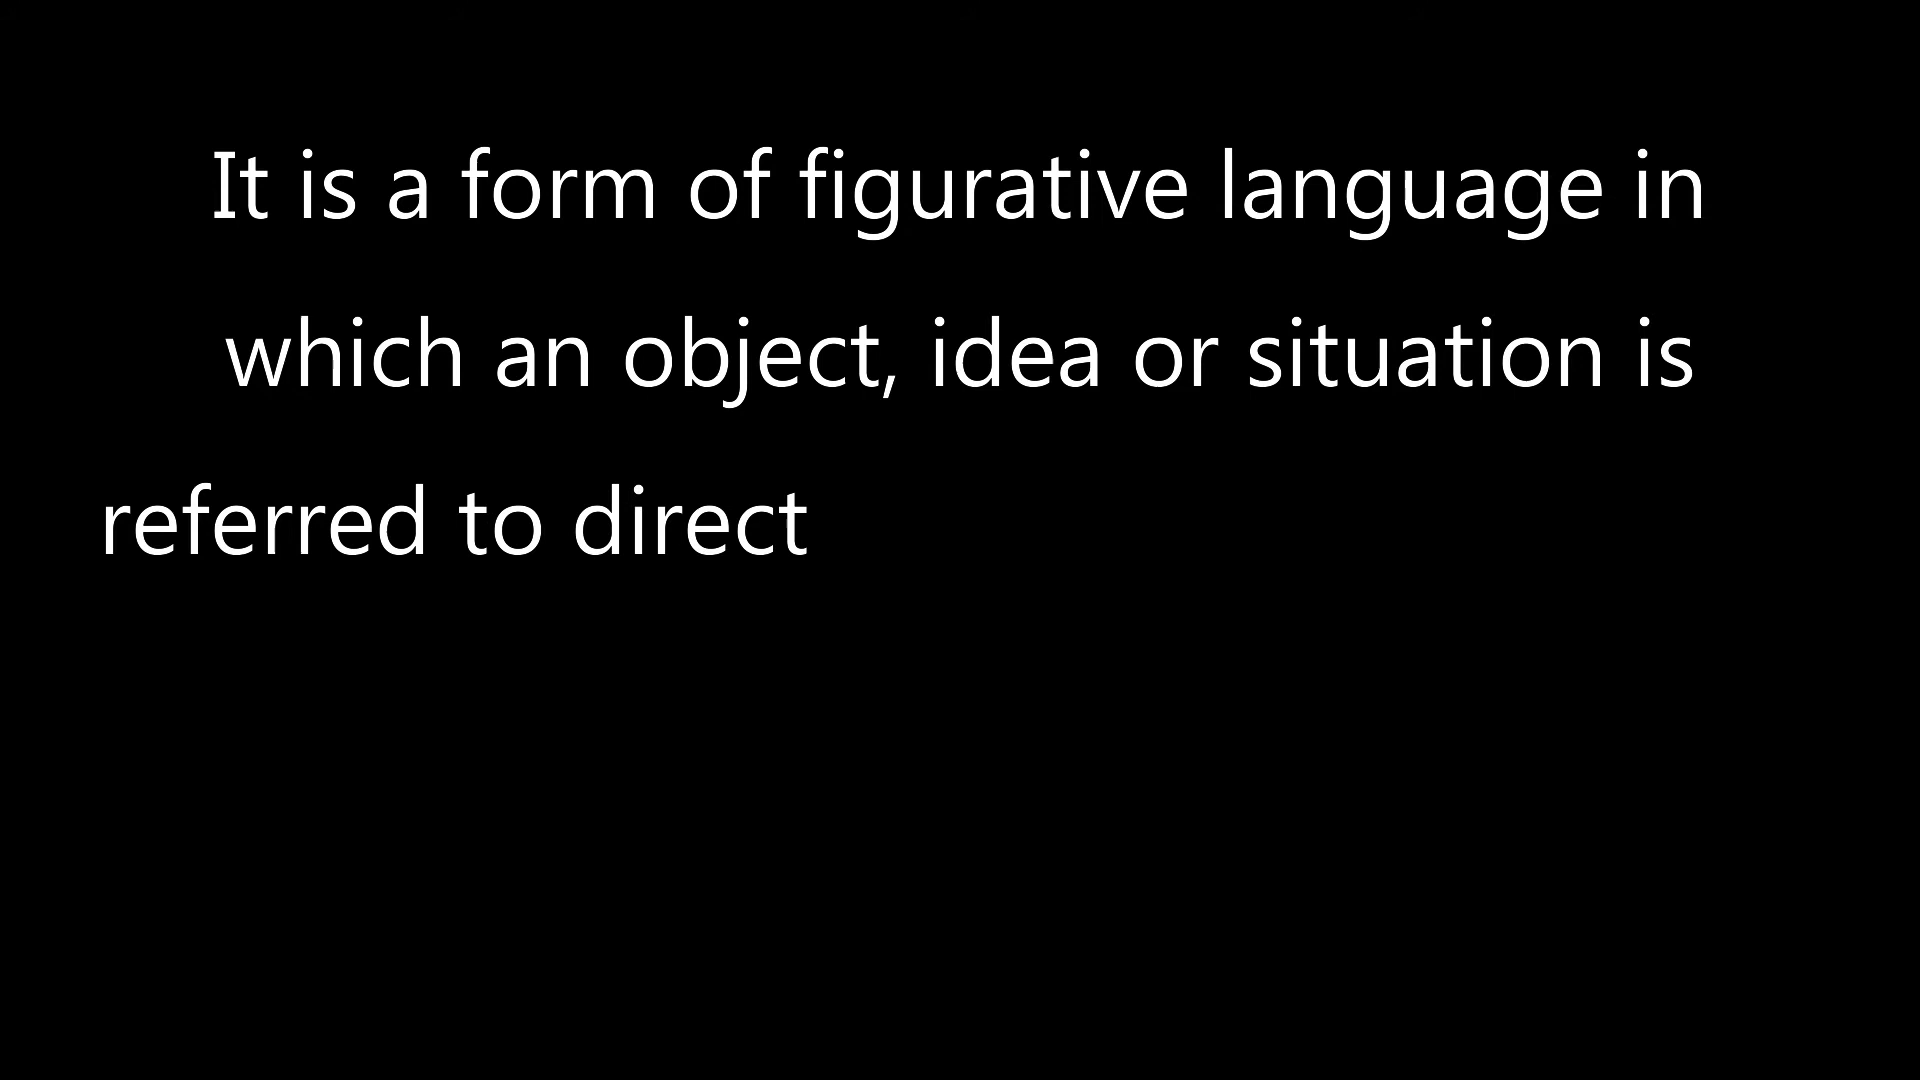 It is a form of figurative language in
which an object, idea or situation is
referred to direct